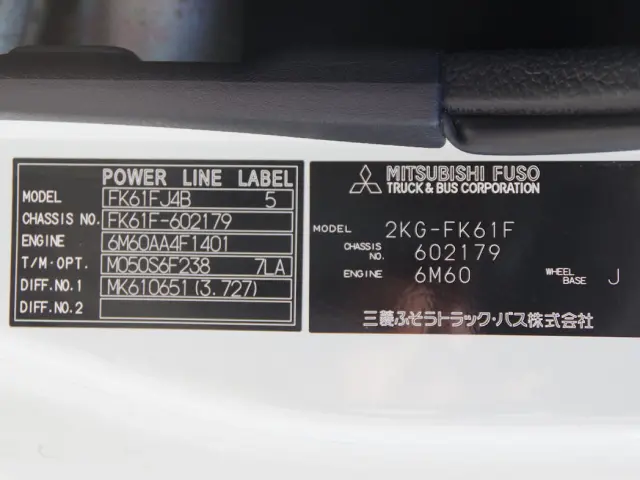 POWER LINE LABEL
MODEL FK61FJ4B 5
CHASSIS NO. FK61F-602179
ENGINE 6M60AA4F1401
T/M·OPT. M050S6F238 7LA
DIFF.NO.1 MK610651(3.727)
DIFF.NO.2
MITSUBISHI FUSO
TRUCK & BUS CORPORATION
MODEL 2KG-FK61F
CHASSIS NO. 602179
ENGINE 6M60 WHEEL BASE J
三菱ふそうトラック・バス株式会社